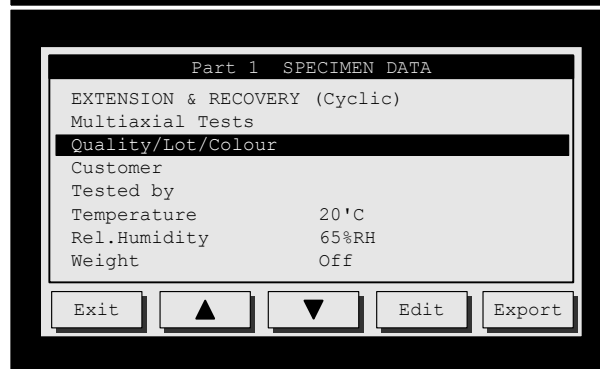 Part 1 SPECIMEN DATA
EXTENSION & RECOVERY (Cyclic)
Multiaxial Tests
Quality/Lot/Colour
Customer
Tested by
Temperature 20'C
Rel.Humidity 65%RH
Weight Off
Exit ▲ ▼ Edit Export